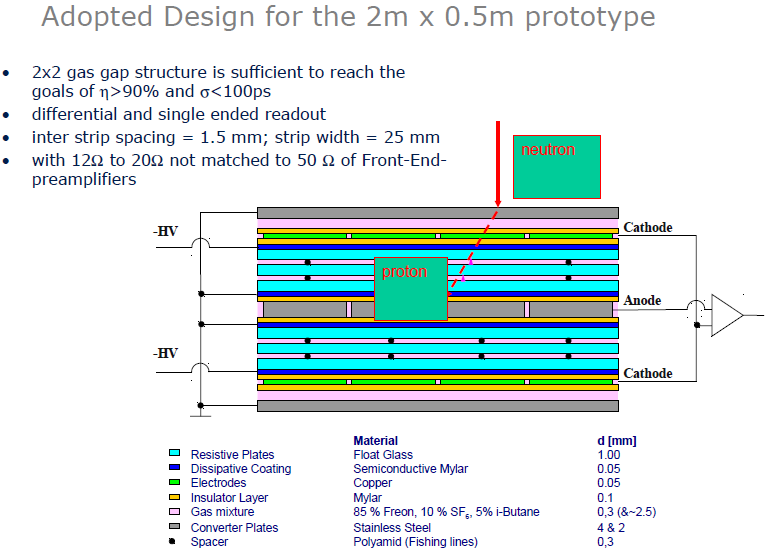 Adopted Design for the 2m x 0.5m prototype
• 2x2 gas gap structure is sufficient to reach the
goals of η>90% and σ<100ps
• differential and single ended readout
• inter strip spacing = 1.5 mm; strip width = 25 mm
• with 12Ω to 20Ω not matched to 50 Ω of Front-End-
preamplifiers
neutron
-HV
Cathode
proton
Anode
-HV
Cathode
Material d [mm]
Resistive Plates Float Glass 1.00
Dissipative Coating Semiconductive Mylar 0.05
Electrodes Copper 0.05
Insulator Layer Mylar 0.1
Gas mixture 85 % Freon, 10 % SF₆, 5% i-Butane 0,3 (&~2.5)
Converter Plates Stainless Steel 4 & 2
Spacer Polyamid (Fishing lines) 0,3